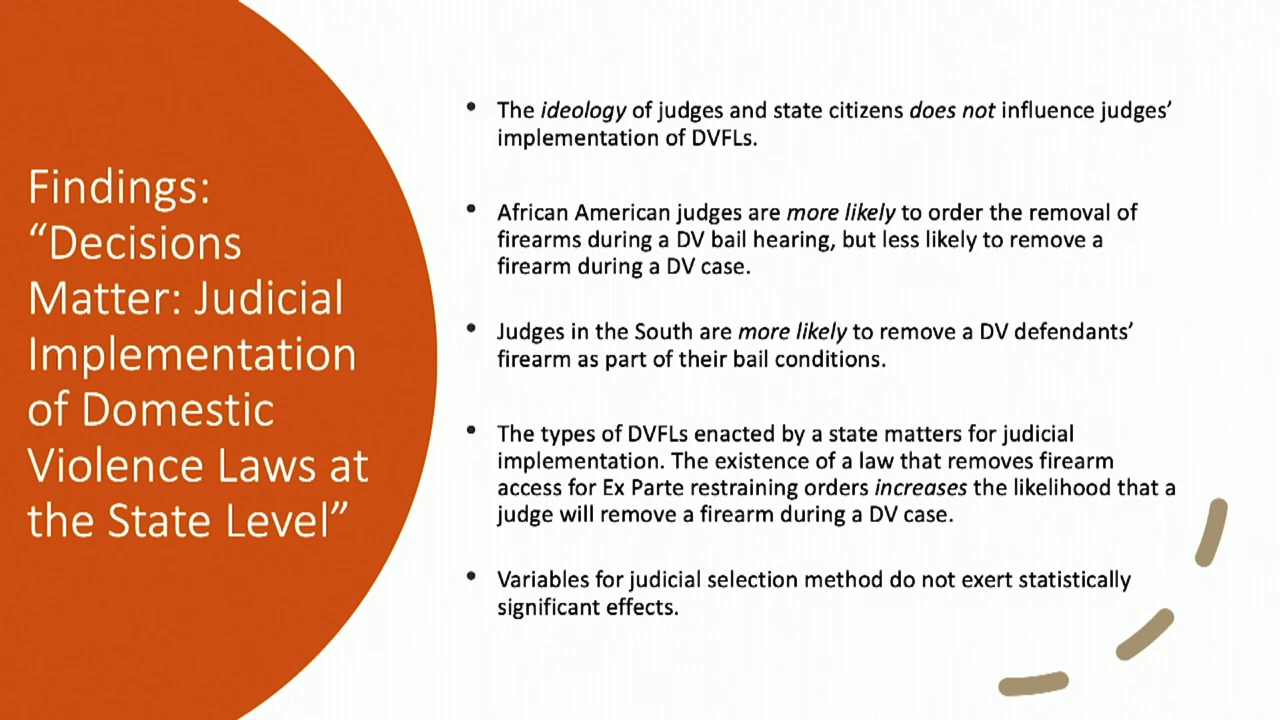 Findings:
“Decisions
Matter: Judicial
Implementation
of Domestic
Violence Laws at
the State Level”
• The ideology of judges and state citizens does not influence judges’
implementation of DVFLs.
• African American judges are more likely to order the removal of
firearms during a DV bail hearing, but less likely to remove a
firearm during a DV case.
• Judges in the South are more likely to remove a DV defendants’
firearm as part of their bail conditions.
• The types of DVFLs enacted by a state matters for judicial
implementation. The existence of a law that removes firearm
access for Ex Parte restraining orders increases the likelihood that a
judge will remove a firearm during a DV case.
• Variables for judicial selection method do not exert statistically
significant effects.